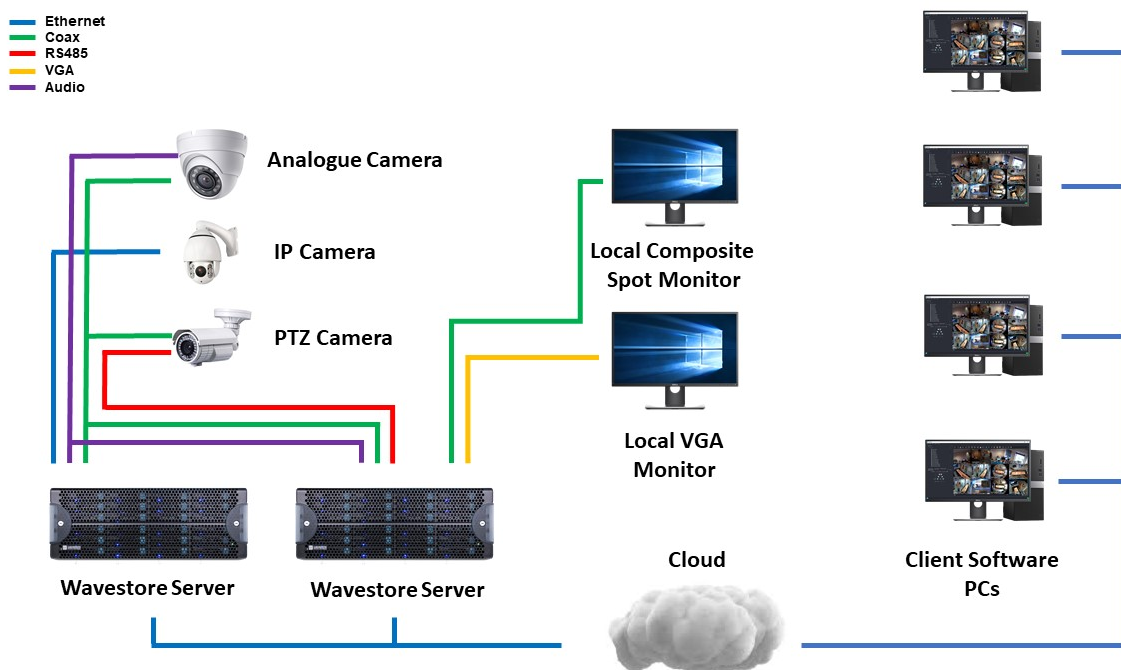 Ethernet
Coax
RS485
VGA
Audio
Analogue Camera
IP Camera
PTZ Camera
Local Composite
Spot Monitor
Local VGA
Monitor
Wavestore Server
Wavestore Server
Cloud
Client Software
PCs